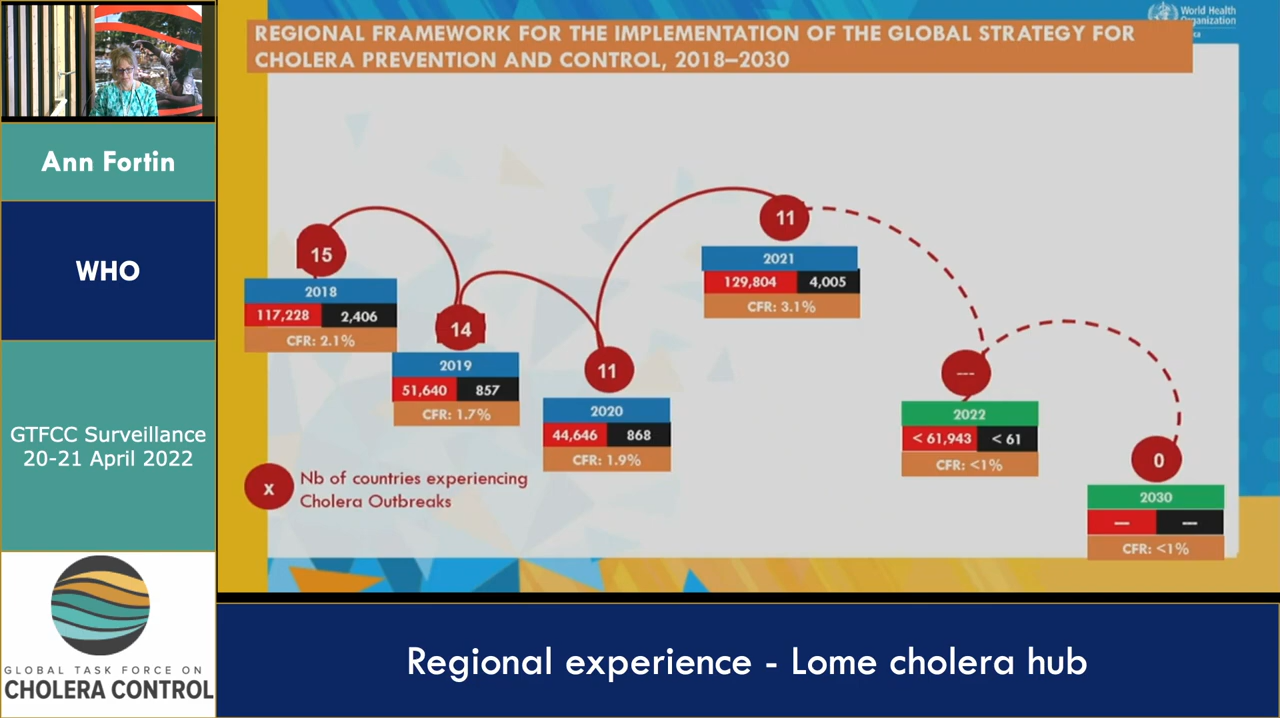 World Health
Organization
REGIONAL FRAMEWORK FOR THE IMPLEMENTATION OF THE GLOBAL STRATEGY FOR
CHOLERA PREVENTION AND CONTROL, 2018–2030
Ann Fortin
WHO
GTFCC Surveillance
20-21 April 2022
GLOBAL TASK FORCE ON
CHOLERA CONTROL
15
2018
117,228 2,406
CFR: 2.1%
14
2019
51,640 857
CFR: 1.7%
11
2020
44,646 868
CFR: 1.9%
11
2021
129,804 4,005
CFR: 3.1%
---
2022
< 61,943 < 61
CFR: <1%
0
2030
--- ---
CFR: <1%
x
Nb of countries experiencing
Cholera Outbreaks
Regional experience - Lome cholera hub